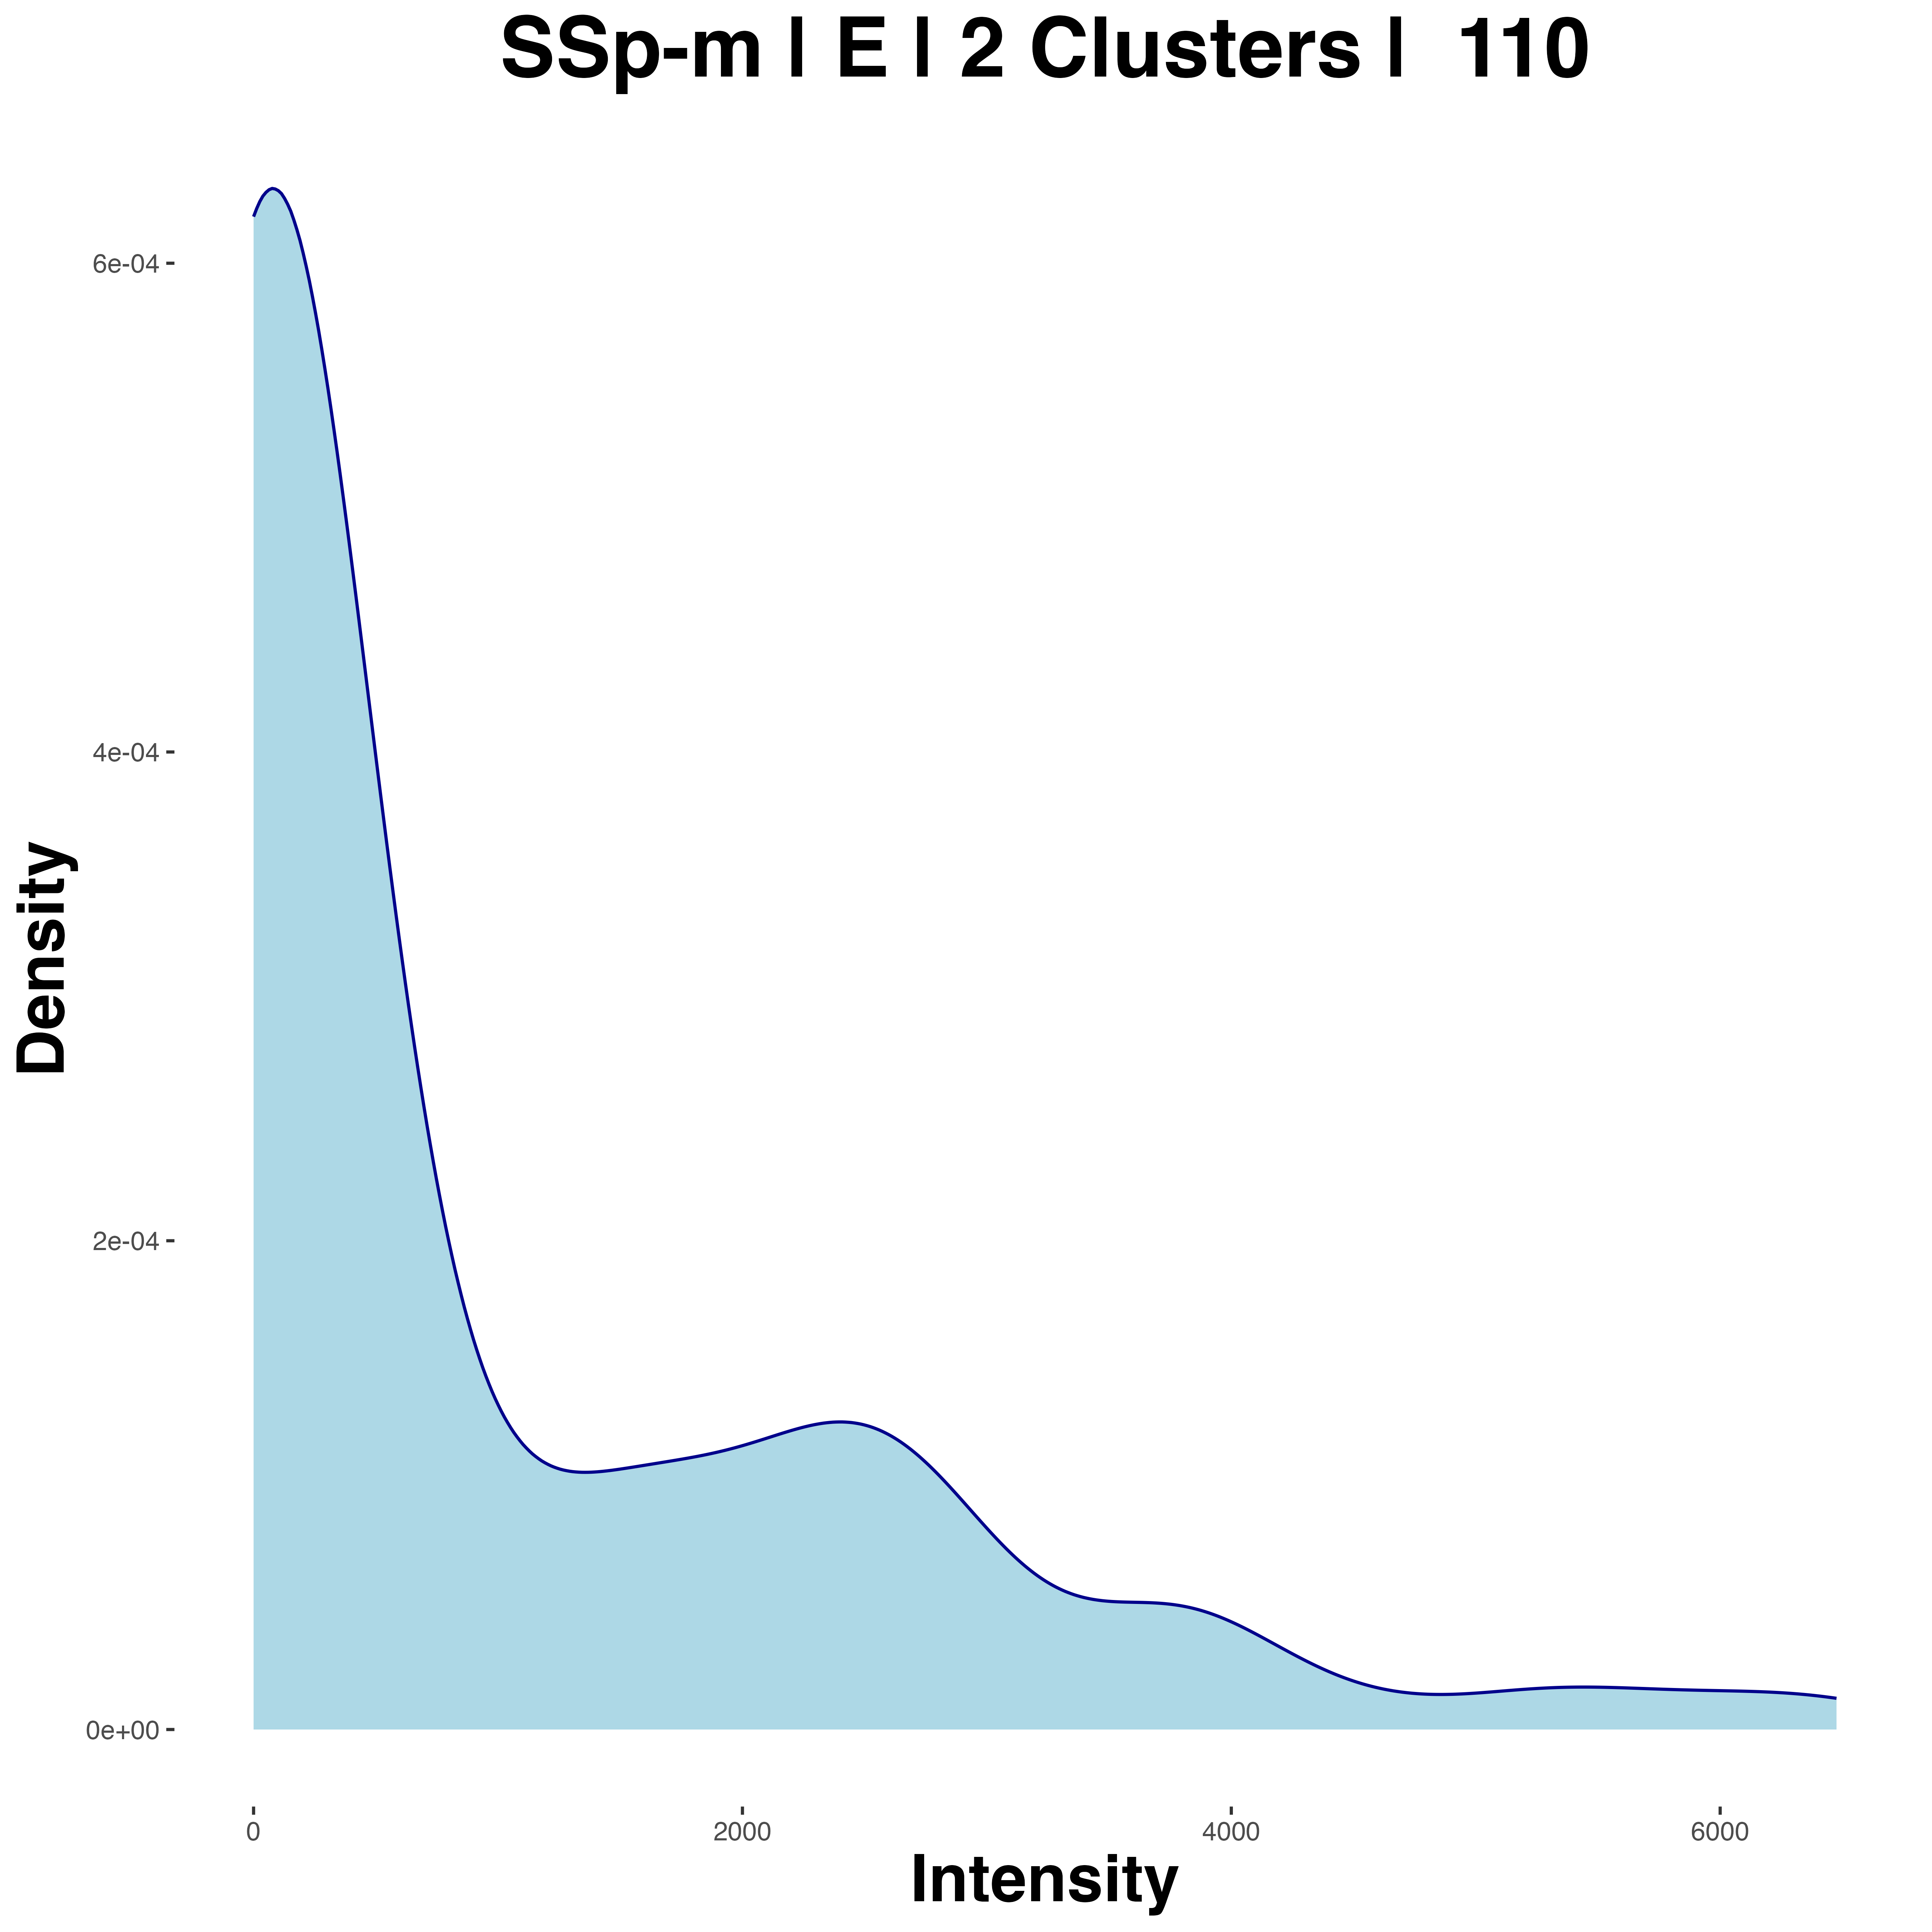 SSp-m | E | 2 Clusters | 110
6e-04
4e-04
2e-04
0e+00
Density
0 2000 4000 6000
Intensity